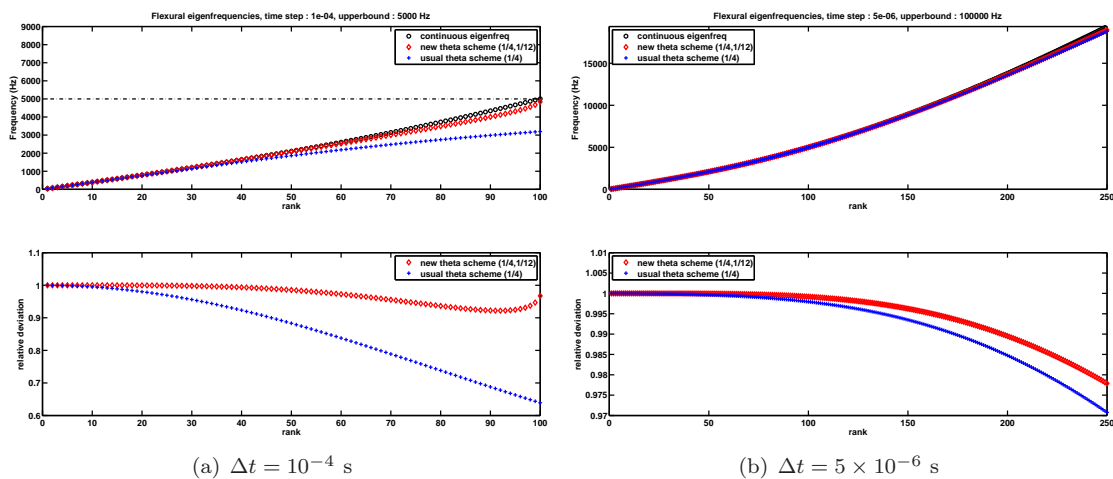 Flexural eigenfrequencies, time step : 1e-04, upperbound : 5000 Hz
9000
8000
7000
6000
5000
4000
3000
2000
1000
0
Frequency (Hz)
continuous eigenfreq
new theta scheme (1/4,1/12)
usual theta scheme (1/4)
0 10 20 30 40 50 60 70 80 90 100
rank
1.1
1
0.9
0.8
0.7
0.6
relative deviation
new theta scheme (1/4,1/12)
usual theta scheme (1/4)
0 10 20 30 40 50 60 70 80 90 100
rank
(a) Δt = 10⁻⁴ s
Flexural eigenfrequencies, time step : 5e-06, upperbound : 100000 Hz
15000
10000
5000
0
Frequency (Hz)
continuous eigenfreq
new theta scheme (1/4,1/12)
usual theta scheme (1/4)
0 50 100 150 200 250
rank
1.01
1.005
1
0.995
0.99
0.985
0.98
0.975
0.97
relative deviation
new theta scheme (1/4,1/12)
usual theta scheme (1/4)
0 50 100 150 200 250
rank
(b) Δt = 5 × 10⁻⁶ s